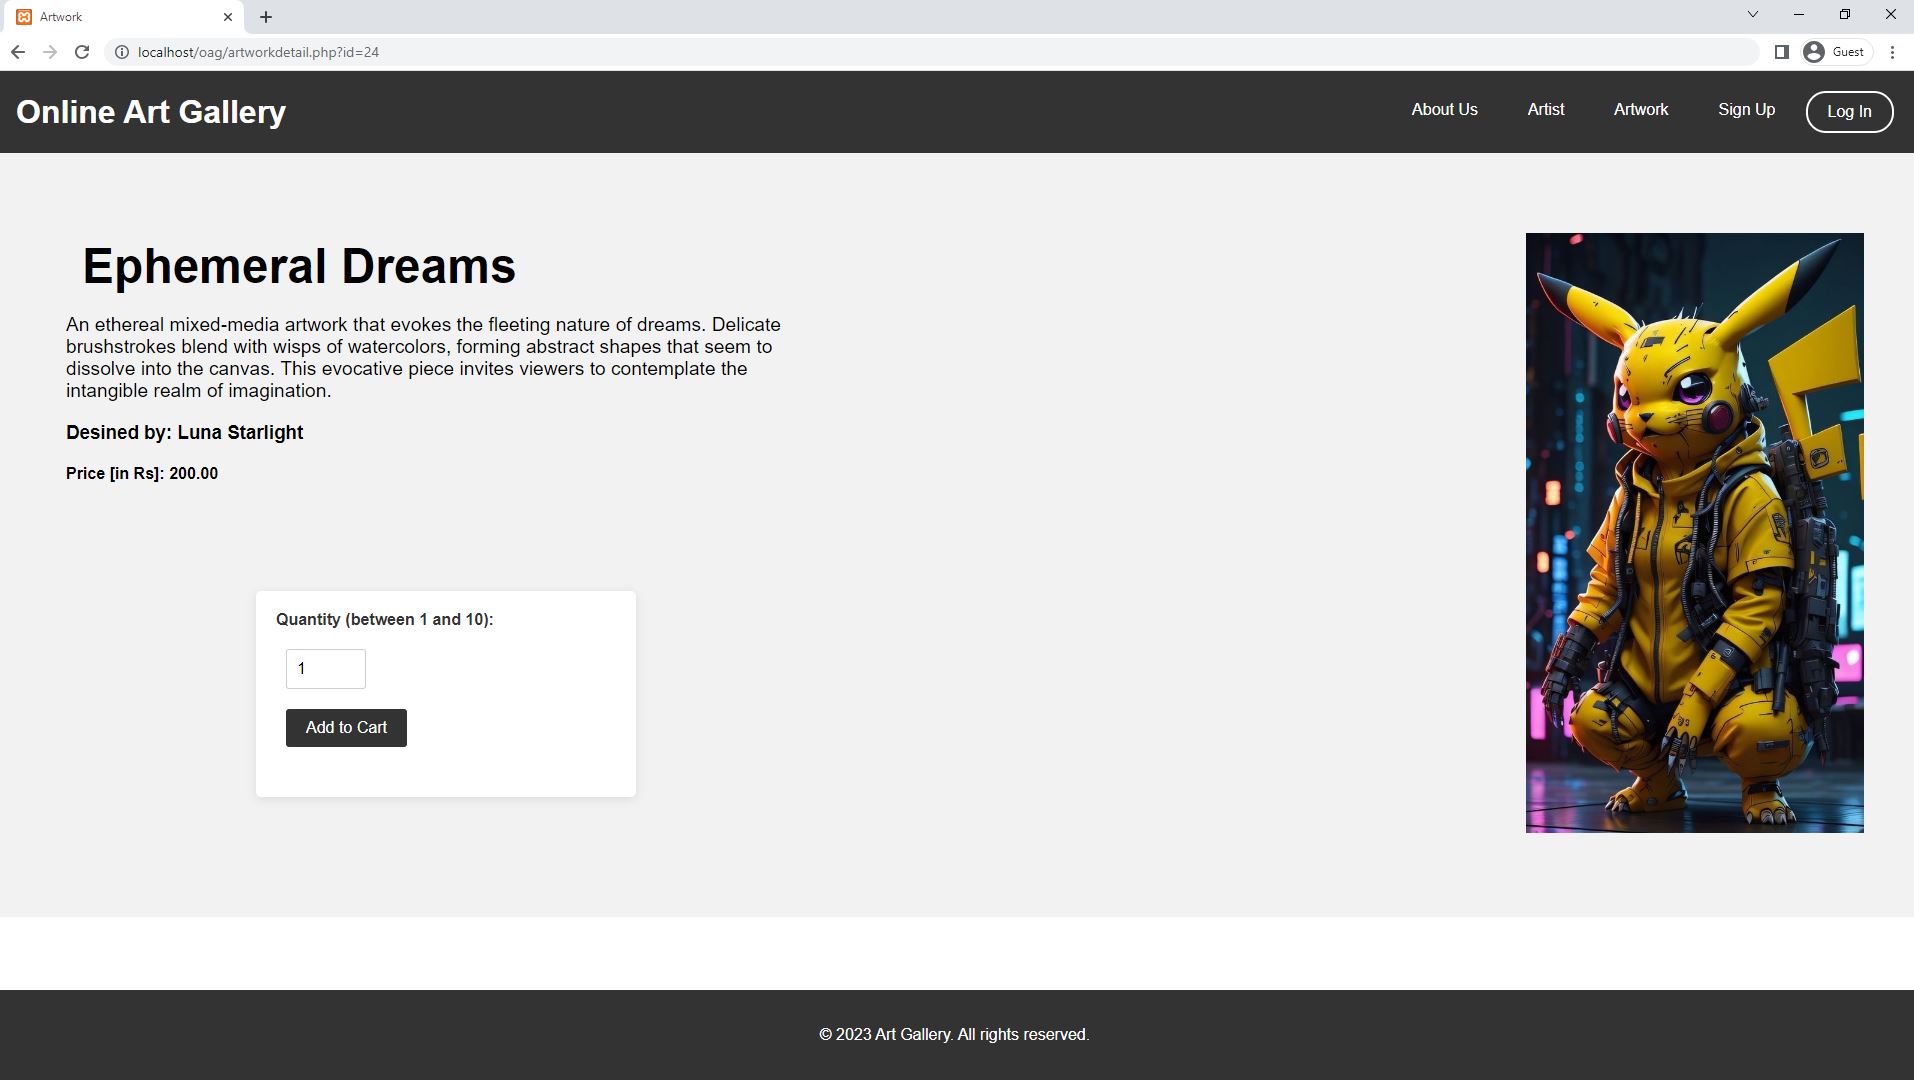 Artwork
localhost/oag/artworkdetail.php?id=24
Guest
Online Art Gallery
About Us
Artist
Artwork
Sign Up
Log In
Ephemeral Dreams
An ethereal mixed-media artwork that evokes the fleeting nature of dreams. Delicate
brushstrokes blend with wisps of watercolors, forming abstract shapes that seem to
dissolve into the canvas. This evocative piece invites viewers to contemplate the
intangible realm of imagination.
Desined by: Luna Starlight
Price [in Rs]: 200.00
Quantity (between 1 and 10):
1
Add to Cart
© 2023 Art Gallery. All rights reserved.